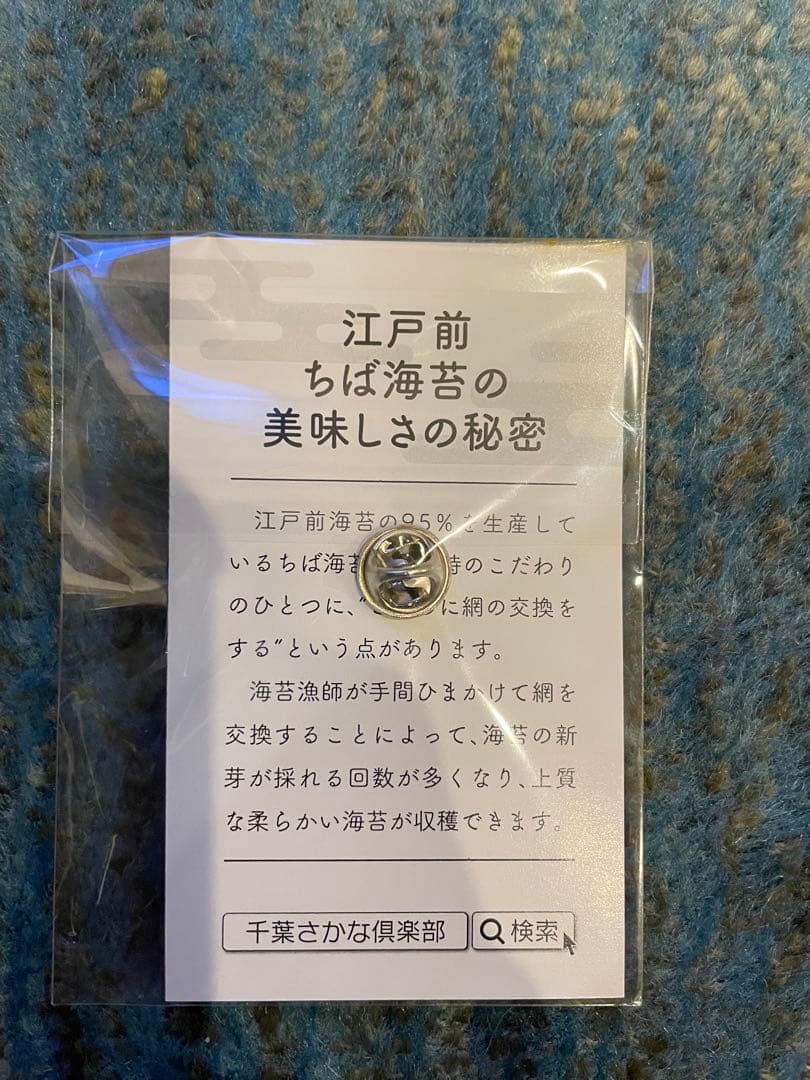 江戸前
ちば海苔の
美味しさの秘密
江戸前海苔の95%を生産して
いるちば海苔 特のこだわり
のひとつに、“ に網の交換を
する”という点があります。
海苔漁師が手間ひまかけて網を
交換することによって、海苔の新
芽が採れる回数が多くなり、上質
な柔らかい海苔が収穫できます。
千葉さかな倶楽部 検索